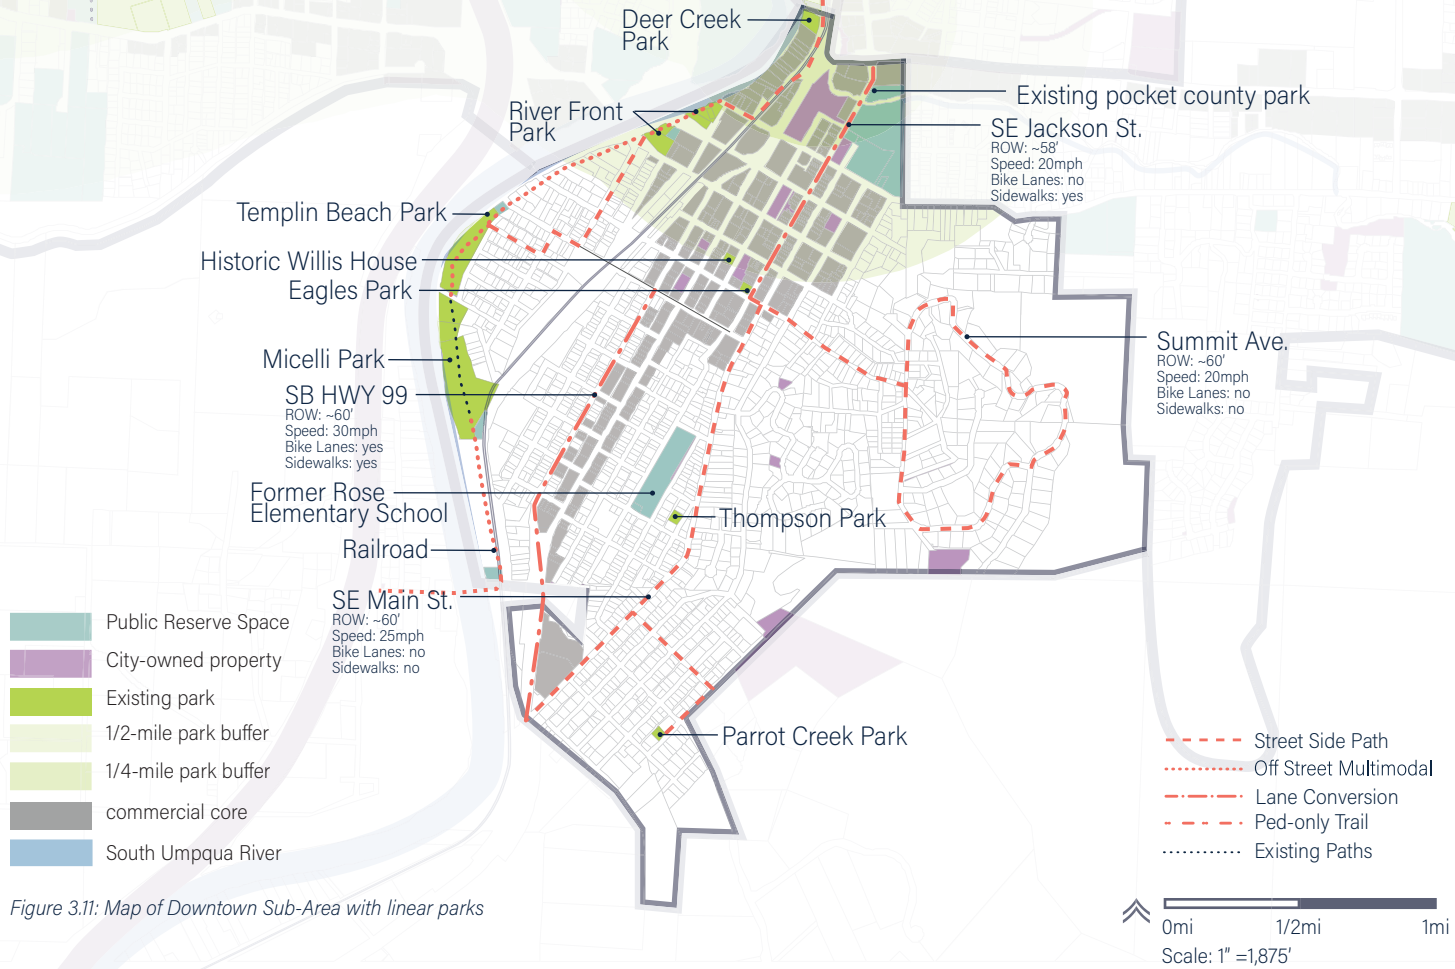 Deer Creek
Park
River Front
Park
Existing pocket county park
SE Jackson St.
ROW: ~58'
Speed: 20mph
Bike Lanes: no
Sidewalks: yes
Templin Beach Park
Historic Willis House
Eagles Park
Micelli Park
SB HWY 99
ROW: ~60'
Speed: 30mph
Bike Lanes: yes
Sidewalks: yes
Summit Ave.
ROW: ~60'
Speed: 20mph
Bike Lanes: no
Sidewalks: no
Former Rose
Elementary School
Thompson Park
Railroad
SE Main St.
ROW: ~60'
Speed: 25mph
Bike Lanes: no
Sidewalks: no
Parrot Creek Park
Public Reserve Space
City-owned property
Existing park
1/2-mile park buffer
1/4-mile park buffer
commercial core
South Umpqua River
Street Side Path
Off Street Multimodal
Lane Conversion
Ped-only Trail
Existing Paths
Figure 3.11: Map of Downtown Sub-Area with linear parks
0mi 1/2mi 1mi
Scale: 1" =1,875'